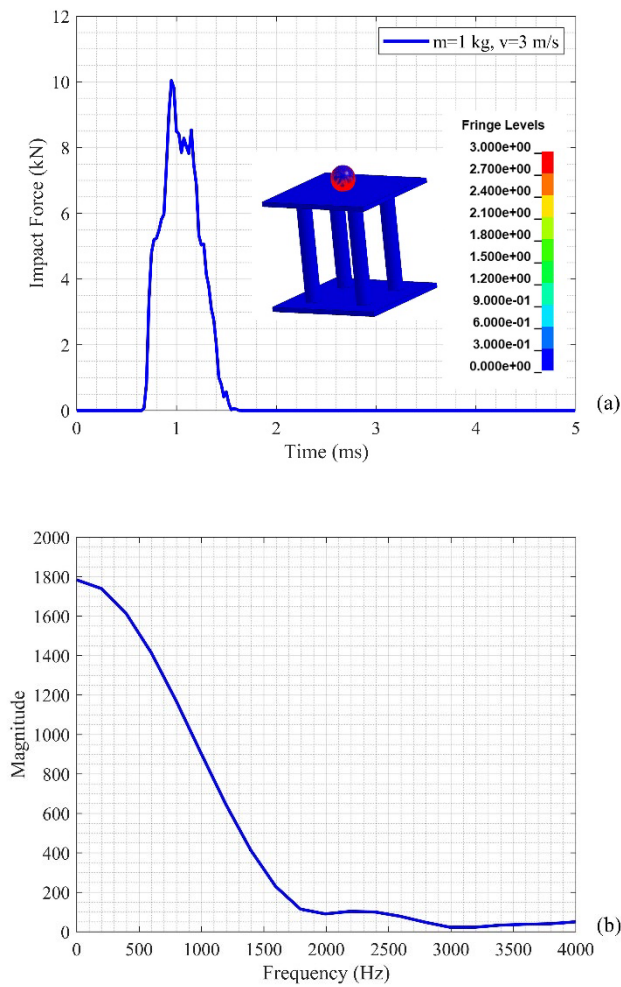 12
10
8
6
4
2
0
Impact Force (kN)
m=1 kg, v=3 m/s
Fringe Levels
3.000e+00
2.700e+00
2.400e+00
2.100e+00
1.800e+00
1.500e+00
1.200e+00
9.000e-01
6.000e-01
3.000e-01
0.000e+00
0 1 2 3 4 5
Time (ms)
(a)
2000
1800
1600
1400
1200
1000
800
600
400
200
0
Magnitude
0 500 1000 1500 2000 2500 3000 3500 4000
Frequency (Hz)
(b)